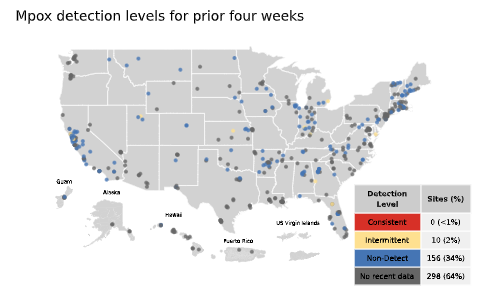 Mpox detection levels for prior four weeks
Guam
Alaska
Hawaii
US Virgin Islands
Puerto Rico
Detection Level Sites (%)
Consistent 0 (<1%)
Intermittent 10 (2%)
Non-Detect 156 (34%)
No recent data 298 (64%)